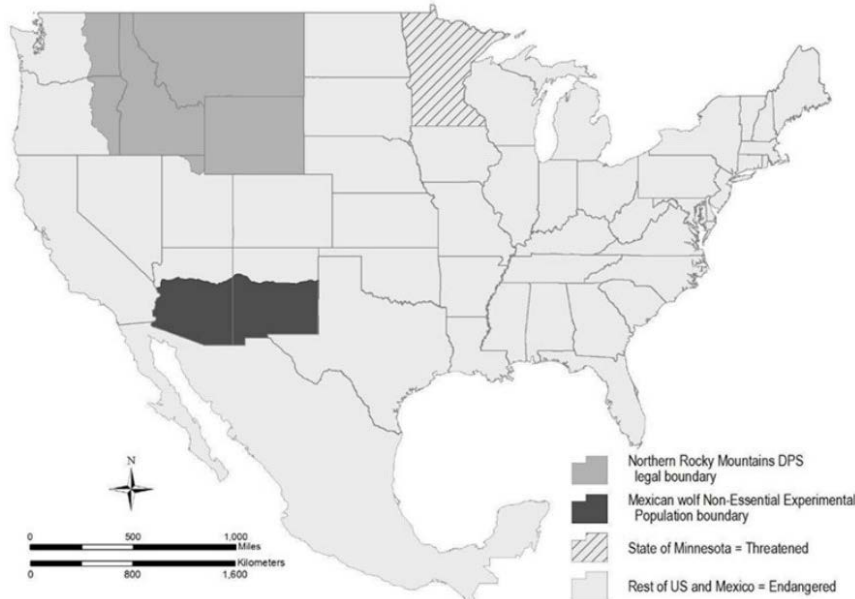 Northern Rocky Mountains DPS
legal boundary
N
Mexican wolf Non-Essential Experimental
Population boundary
0 500 1,000
Miles
State of Minnesota = Threatened
Kilometers
0 800 1,600
Rest of US and Mexico = Endangered